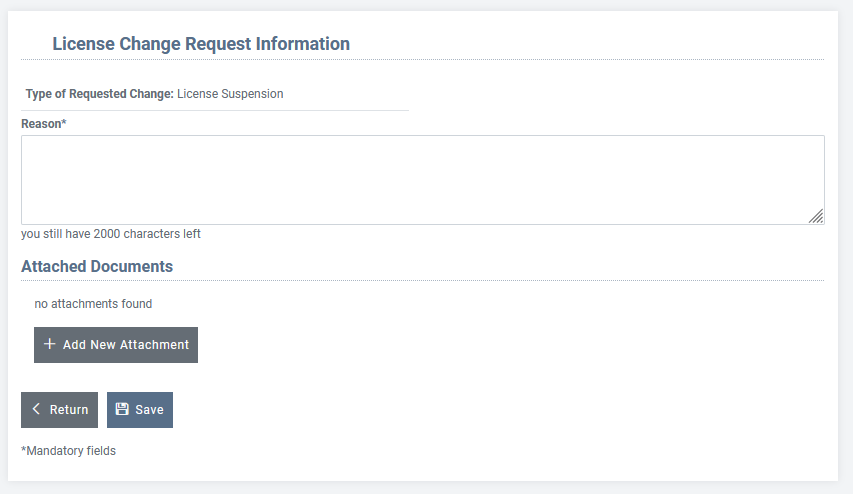 License Change Request Information
Type of Requested Change: License Suspension
Reason*
you still have 2000 characters left
Attached Documents
no attachments found
Add New Attachment
Return Save
*Mandatory fields